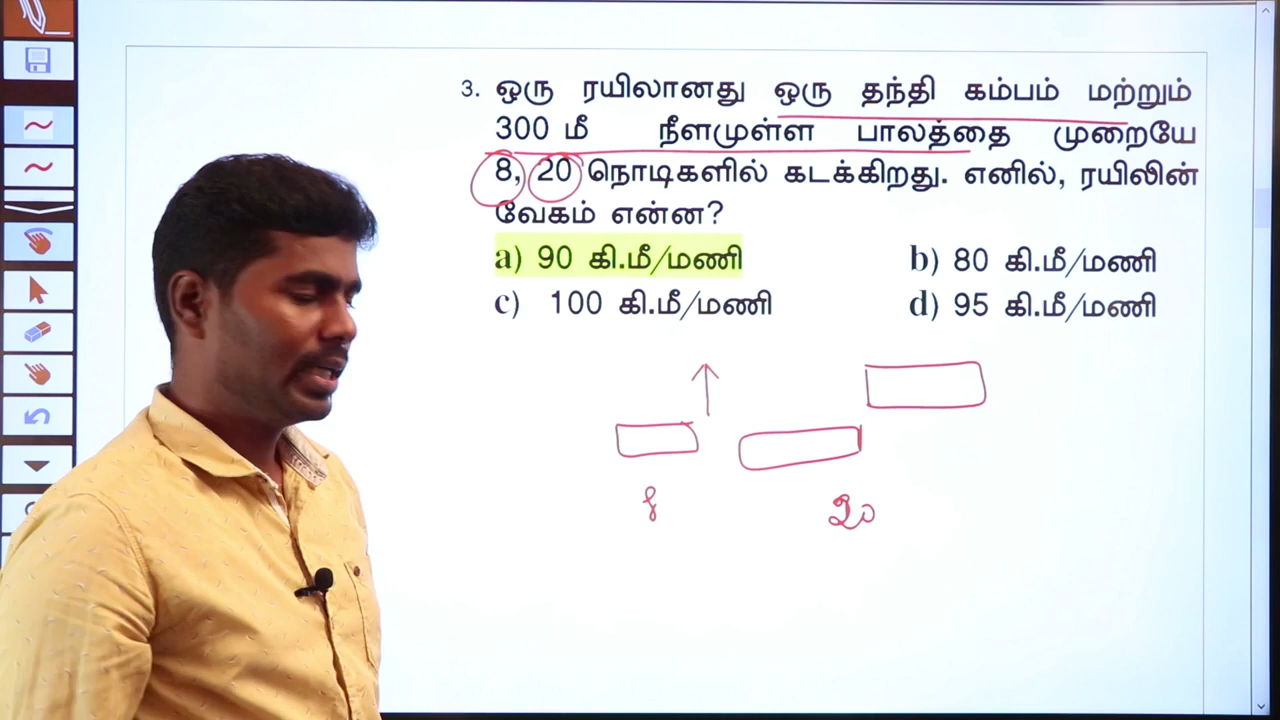 3. ஒரு ரயிலானது ஒரு தந்தி கம்பம் மற்றும்
300 மீ நீளமுள்ள பாலத்தை முறையே
8, 20 நொடிகளில் கடக்கிறது. எனில், ரயிலின்
வேகம் என்ன?
a) 90 கி.மீ/மணி b) 80 கி.மீ/மணி
c) 100 கி.மீ/மணி d) 95 கி.மீ/மணி
8 20